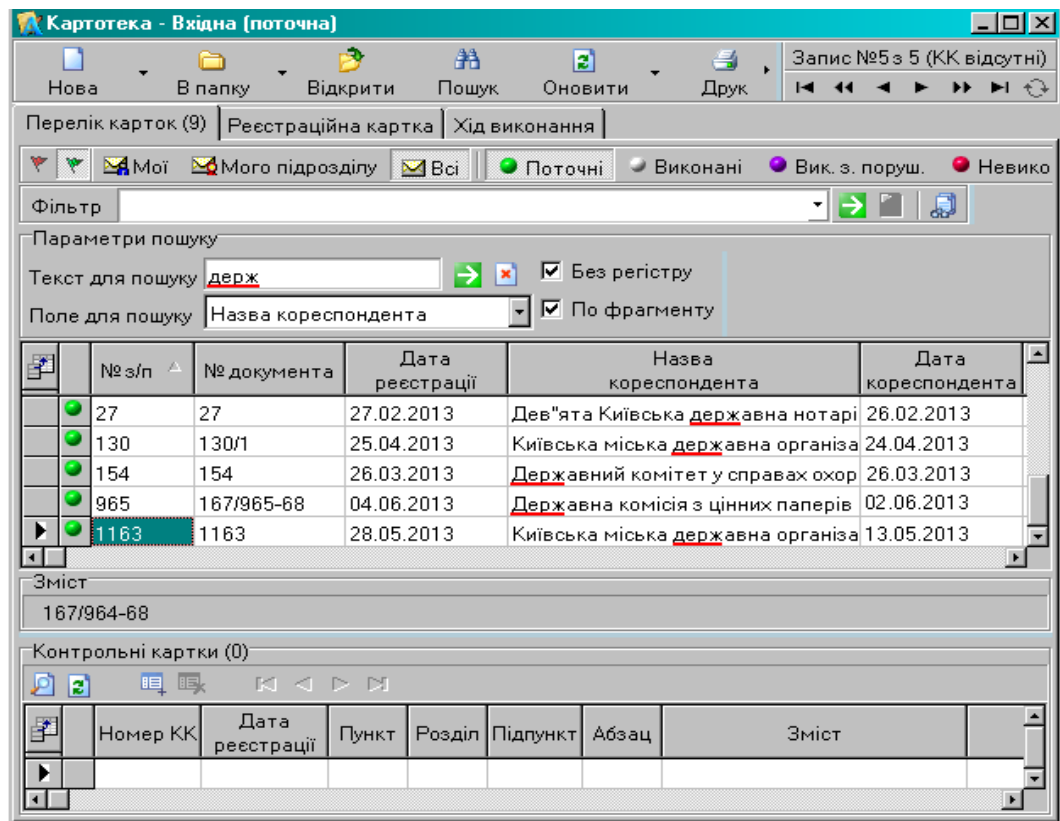 Картотека - Вхідна (поточна)
Нова В папку Відкрити Пошук Оновити Друк
Запис №5 з 5 (КК відсутні)
Перелік карток (9) Реєстраційна картка Хід виконання
Мої Мого підрозділу Всі Поточні Виконані Вик. з. поруш. Невико
Фільтр
Параметри пошуку
Текст для пошуку держ Без регістру
Поле для пошуку Назва кореспондента По фрагменту
№ з/п № документа Дата реєстрації Назва кореспондента Дата кореспондента
27 27 27.02.2013 Дев"ята Київська державна нотарі 26.02.2013
130 130/1 25.04.2013 Київська міська державна організа 24.04.2013
154 154 26.03.2013 Державний комітет у справах охор 26.03.2013
965 167/965-68 04.06.2013 Державна комісія з цінних паперів 02.06.2013
1163 1163 28.05.2013 Київська міська державна організа 13.05.2013
Зміст
167/964-68
Контрольні картки (0)
Номер КК Дата реєстрації Пункт Розділ Підпункт Абзац Зміст